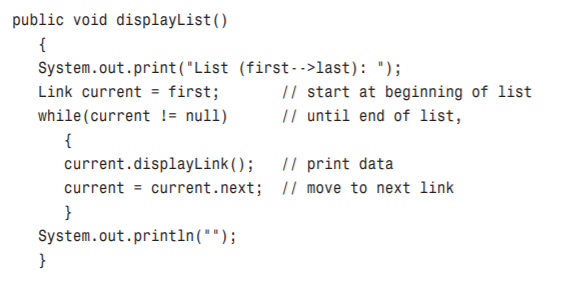 public void displayList()
{
System.out.print("List (first-->last): ");
Link current = first; // start at beginning of list
while(current != null) // until end of list,
{
current.displayLink(); // print data
current = current.next; // move to next link
}
System.out.println("");
}